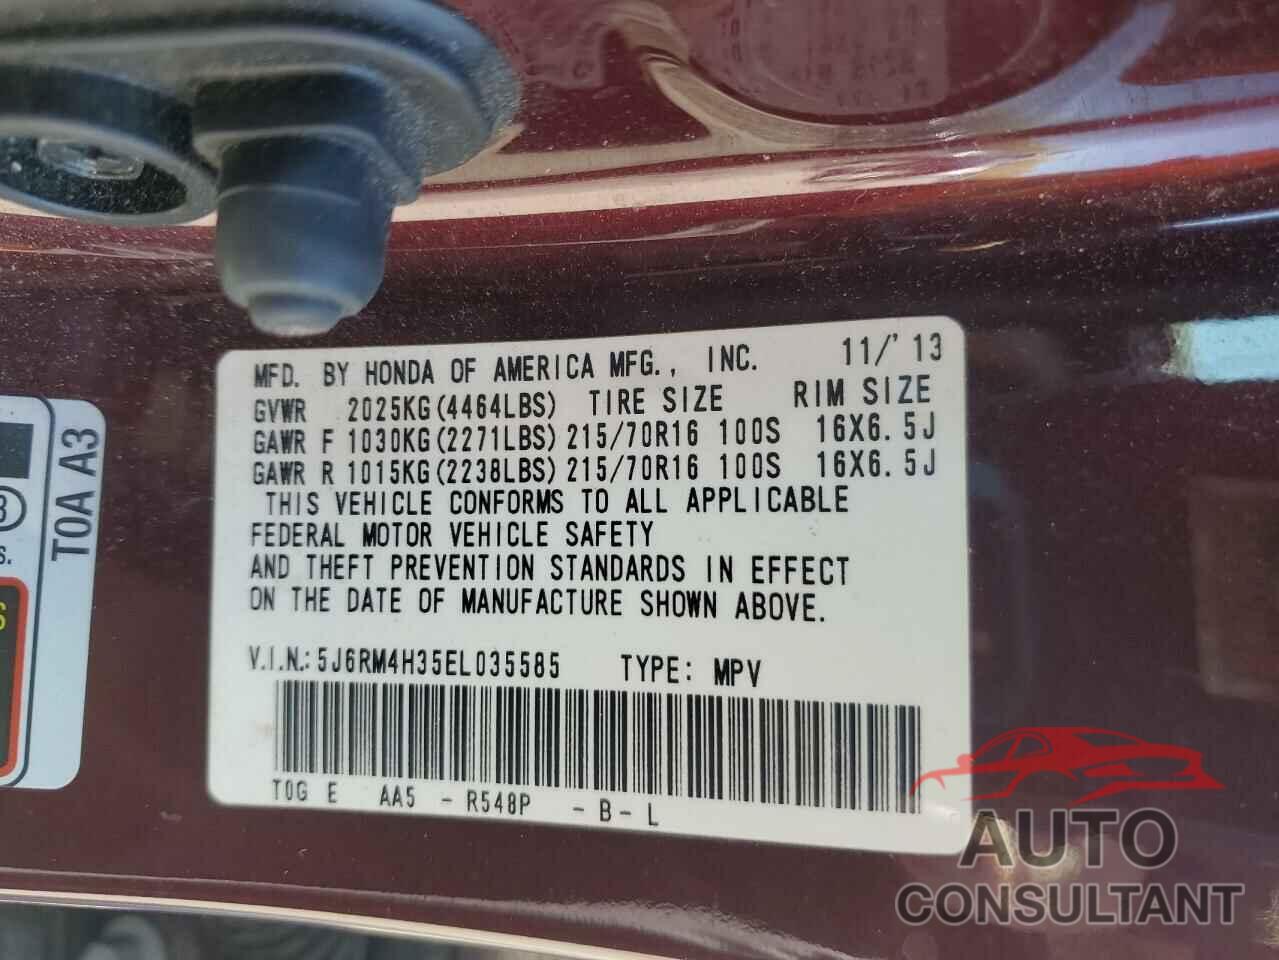 MFD. BY HONDA OF AMERICA MFG., INC. 11/'13
GVWR 2025KG(4464LBS) TIRE SIZE RIM SIZE
GAWR F 1030KG(2271LBS)215/70R16 100S 16X6.5J
GAWR R 1015KG(2238LBS)215/70R16 100S 16X6.5J
THIS VEHICLE CONFORMS TO ALL APPLICABLE
FEDERAL MOTOR VEHICLE SAFETY
AND THEFT PREVENTION STANDARDS IN EFFECT
ON THE DATE OF MANUFACTURE SHOWN ABOVE.
V.I.N.: 5J6RM4H35EL035585 TYPE: MPV
T0G E AA5 - R548P - B - L
T0A A3
AUTO
CONSULTANT